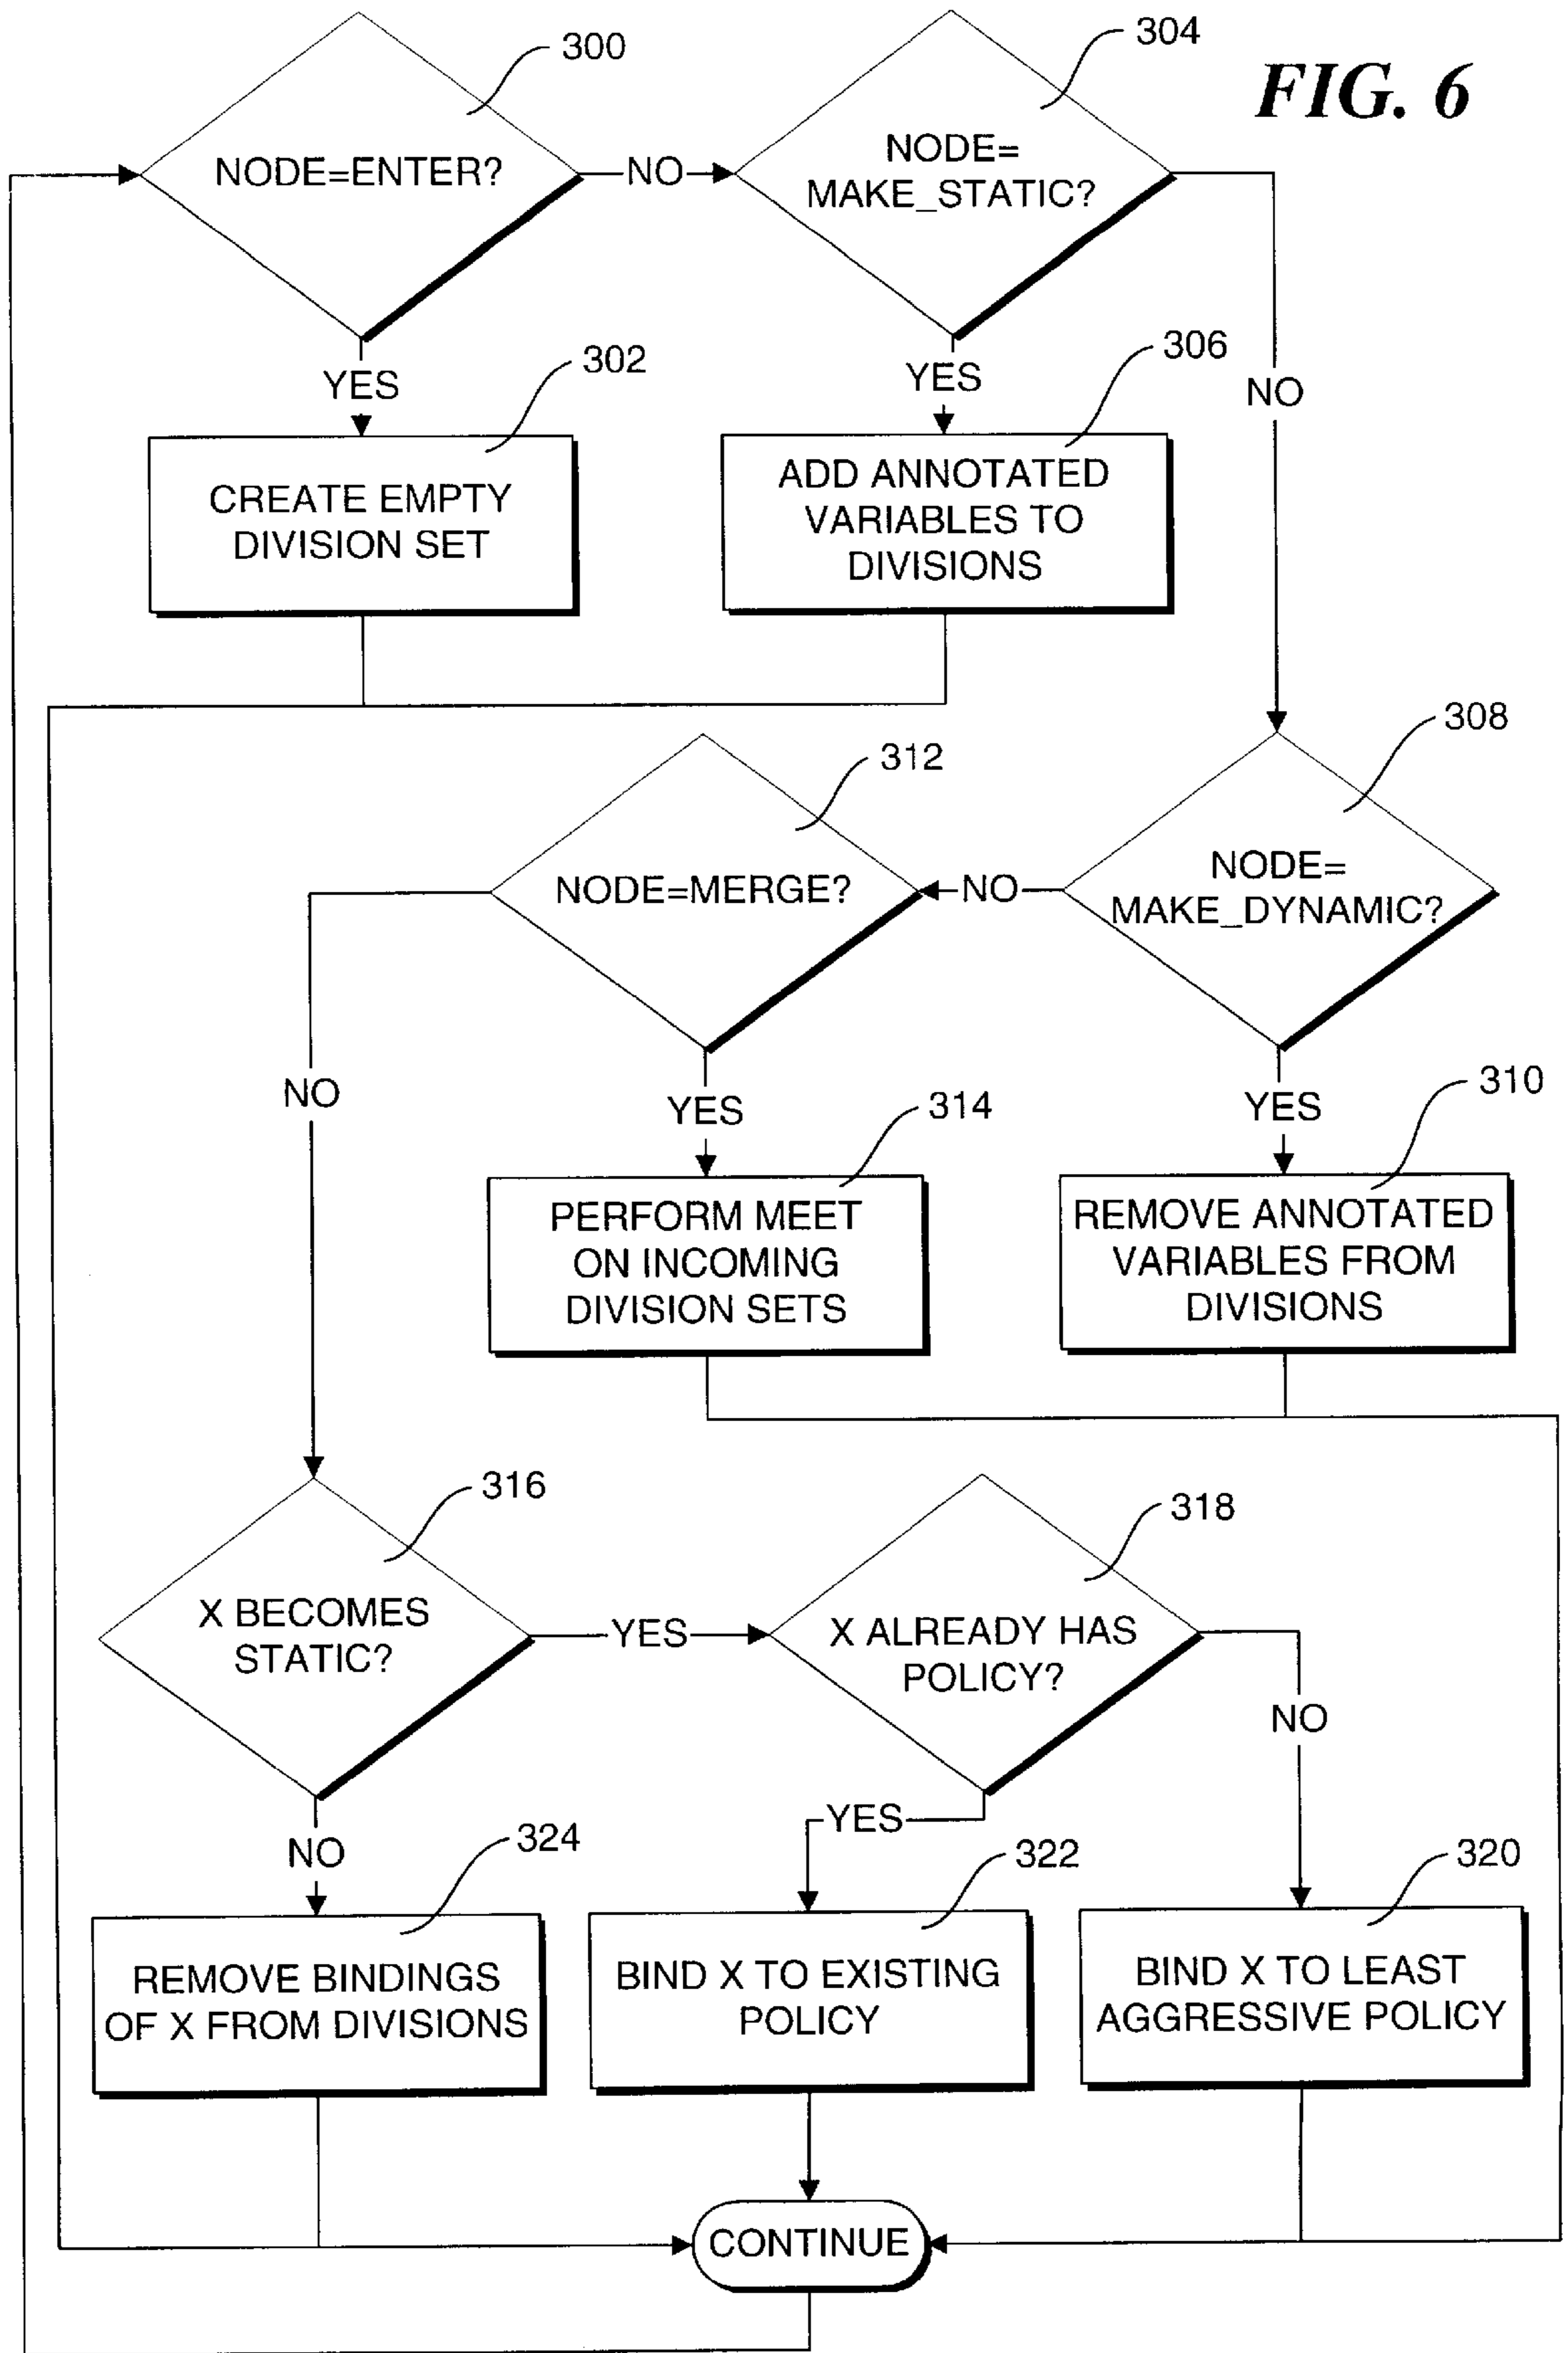 FIG. 6
300
NODE=ENTER?
NO
304
NODE=
MAKE_STATIC?
NO
YES
302
CREATE EMPTY
DIVISION SET
YES
306
ADD ANNOTATED
VARIABLES TO
DIVISIONS
308
NODE=
MAKE_DYNAMIC?
NO
312
NODE=MERGE?
NO
YES
314
PERFORM MEET
ON INCOMING
DIVISION SETS
YES
310
REMOVE ANNOTATED
VARIABLES FROM
DIVISIONS
316
X BECOMES
STATIC?
YES
318
X ALREADY HAS
POLICY?
NO
NO
324
REMOVE BINDINGS
OF X FROM DIVISIONS
YES
322
BIND X TO EXISTING
POLICY
320
BIND X TO LEAST
AGGRESSIVE POLICY
CONTINUE